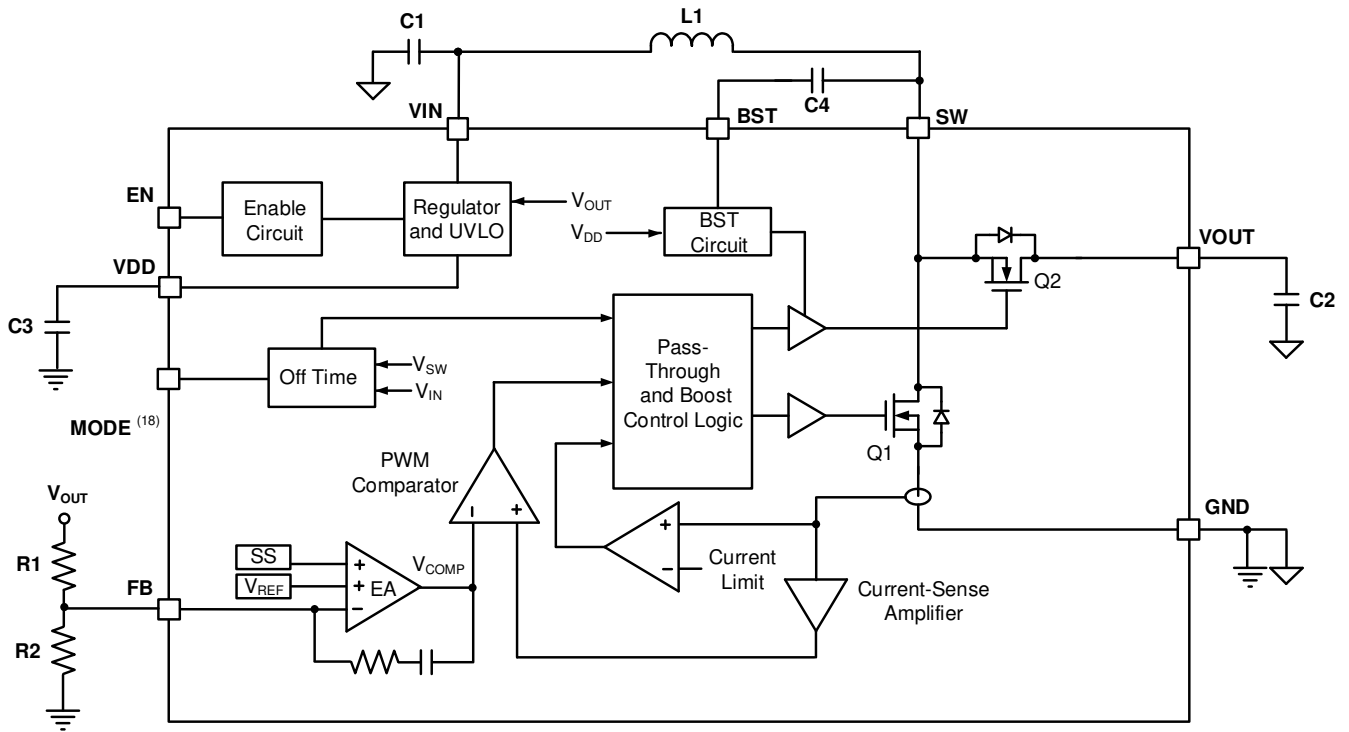 L1
C1
C4
VIN
BST
SW
EN
Enable
Circuit
Regulator
and UVLO
VOUT
VDD
BST
Circuit
VOUT
VDD
Q2
C2
C3
Off Time
VSW
VIN
Pass-
Through
and Boost
Control Logic
MODE (18)
Q1
PWM
Comparator
VOUT
GND
R1
SS
VREF
+
+
−
EA
VCOMP
−
+
+
−
Current
Limit
Current-Sense
Amplifier
FB
R2